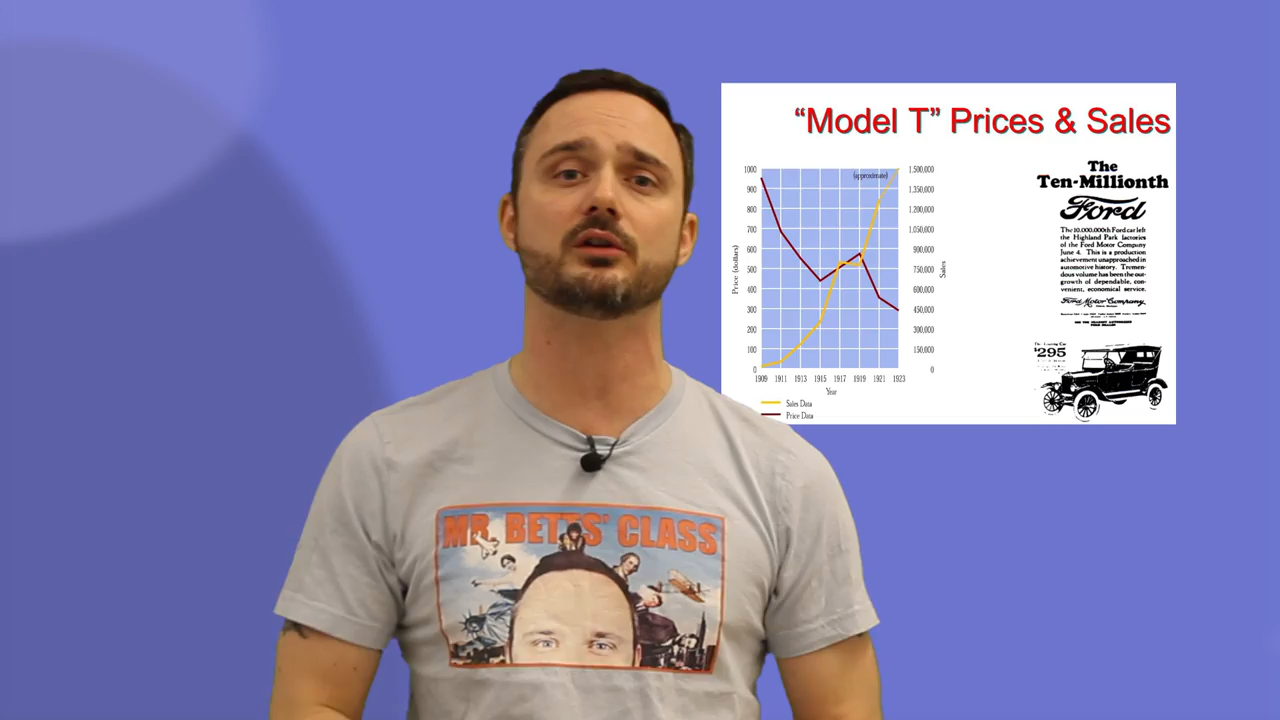 “Model T” Prices & Sales
1000
900
800
700
600
500
400
300
200
100
0
Price (dollars)
(approximate)
1,500,000
1,350,000
1,200,000
1,050,000
900,000
750,000
600,000
450,000
300,000
150,000
0
Sales
1909 1911 1913 1915 1917 1919 1921 1923
Year
Sales Data
Price Data
The
Ten-Millionth
Ford
The 10,000,000th Ford car left
the Highland Park factories
of the Ford Motor Company
June 4. This is a production
achievement unapproached in
automotive history. Tremen-
dous volume has been the out-
growth of dependable, con-
venient, economical service.
Ford Motor Company
The Touring Car
$295
MR. BETTS' CLASS